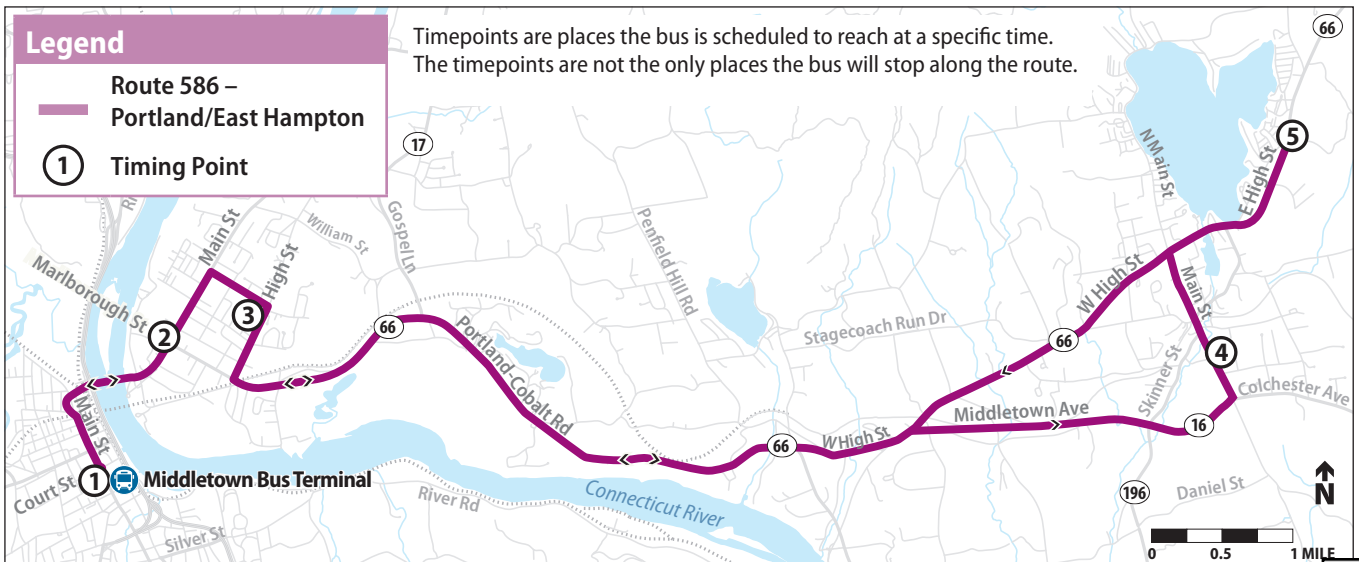 Legend
Route 586 –
Portland/East Hampton
1 Timing Point
Timepoints are places the bus is scheduled to reach at a specific time.
The timepoints are not the only places the bus will stop along the route.
66
17
5
N Main St
E High St
Main St
William St
Gospel Ln
High St
Penfield Hill Rd
Marlborough St
3
2
66
Portland-Cobalt Rd
Stagecoach Run Dr
W High St
66
Main St
4
Skinner St
Colchester Ave
Middletown Ave
16
Main St
W High St
66
1
Middletown Bus Terminal
Court St
River Rd
Connecticut River
Silver St
196
Daniel St
N
0 0.5 1 MILE